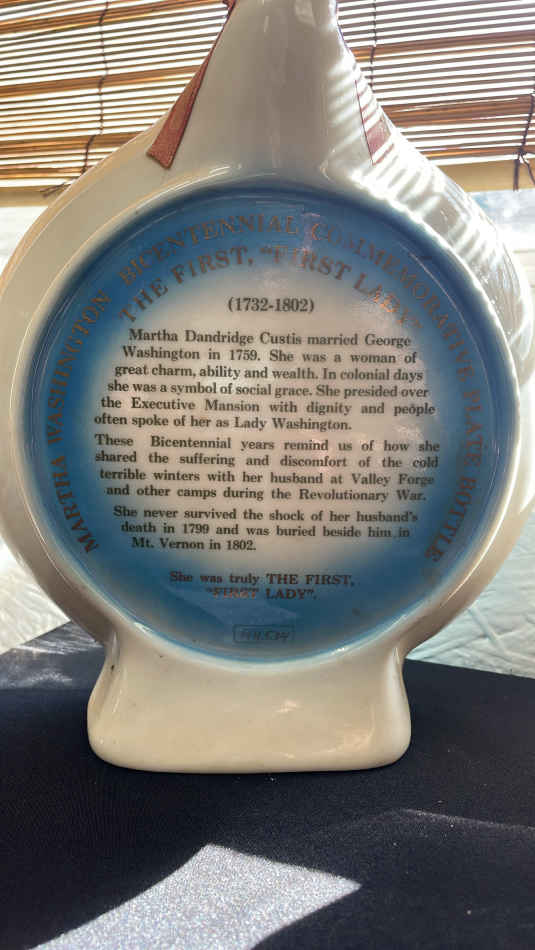 MARTHA WASHINGTON BICENTENNIAL COMMEMORATIVE PLATE BOTTLE
THE FIRST, "FIRST LADY"
(1732-1802)
Martha Dandridge Custis married George
Washington in 1759. She was a woman of
great charm, ability and wealth. In colonial days
she was a symbol of social grace. She presided over
the Executive Mansion with dignity and people
often spoke of her as Lady Washington.
These Bicentennial years remind us of how she
shared the suffering and discomfort of the cold
terrible winters with her husband at Valley Forge
and other camps during the Revolutionary War.
She never survived the shock of her husband's
death in 1799 and was buried beside him in
Mt. Vernon in 1802.
She was truly THE FIRST,
"FIRST LADY".